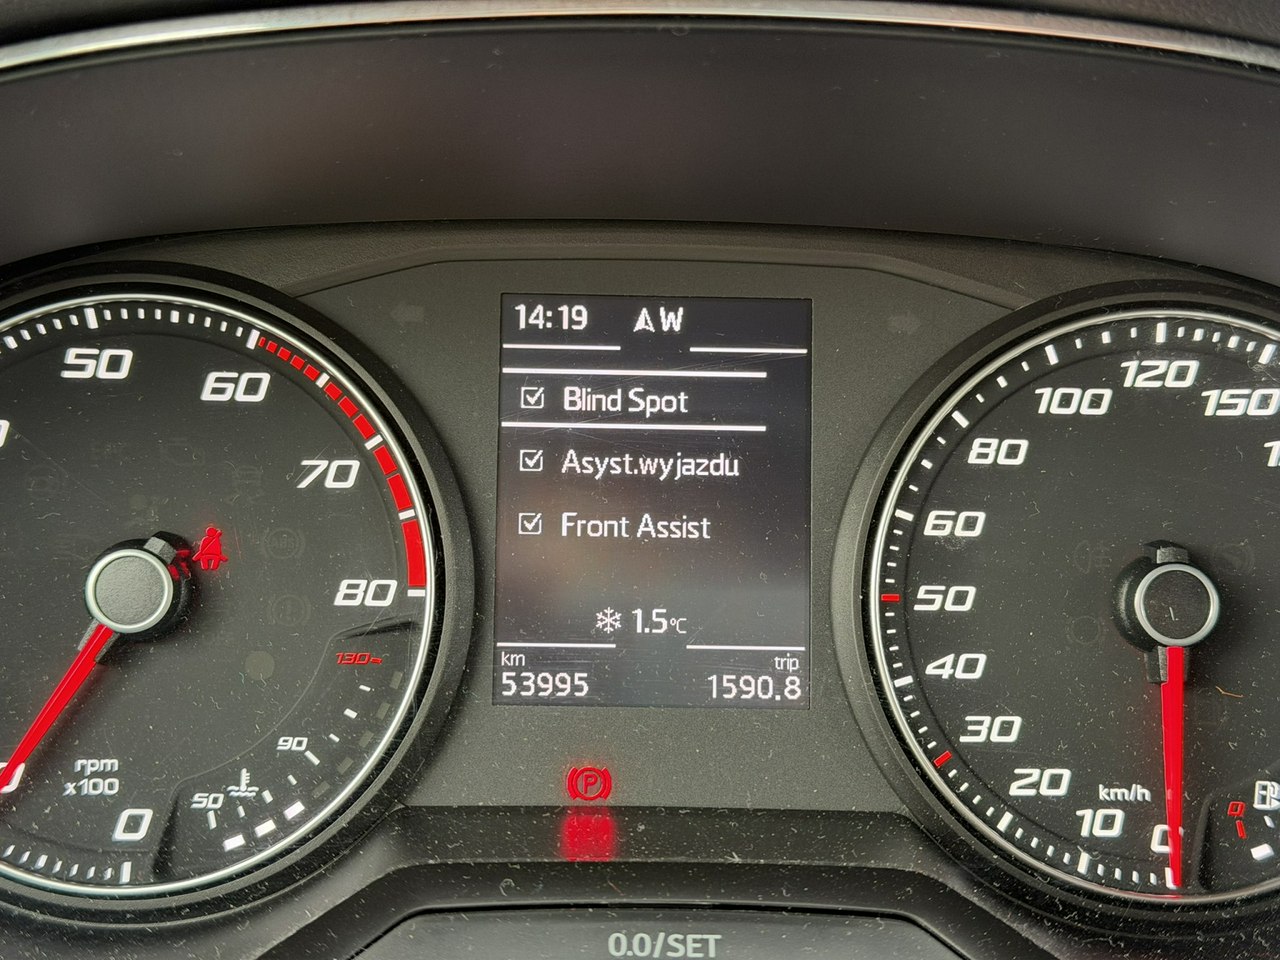 14:19 W
Blind Spot
Asyst.wyjazdu
Front Assist
1.5°C
km trip
53995 1590.8
50
60
70
80
130
90
50
rpm
x100
0
P
120
100
150
80
60
50
40
30
20
10
0
km/h
0
0.0/SET